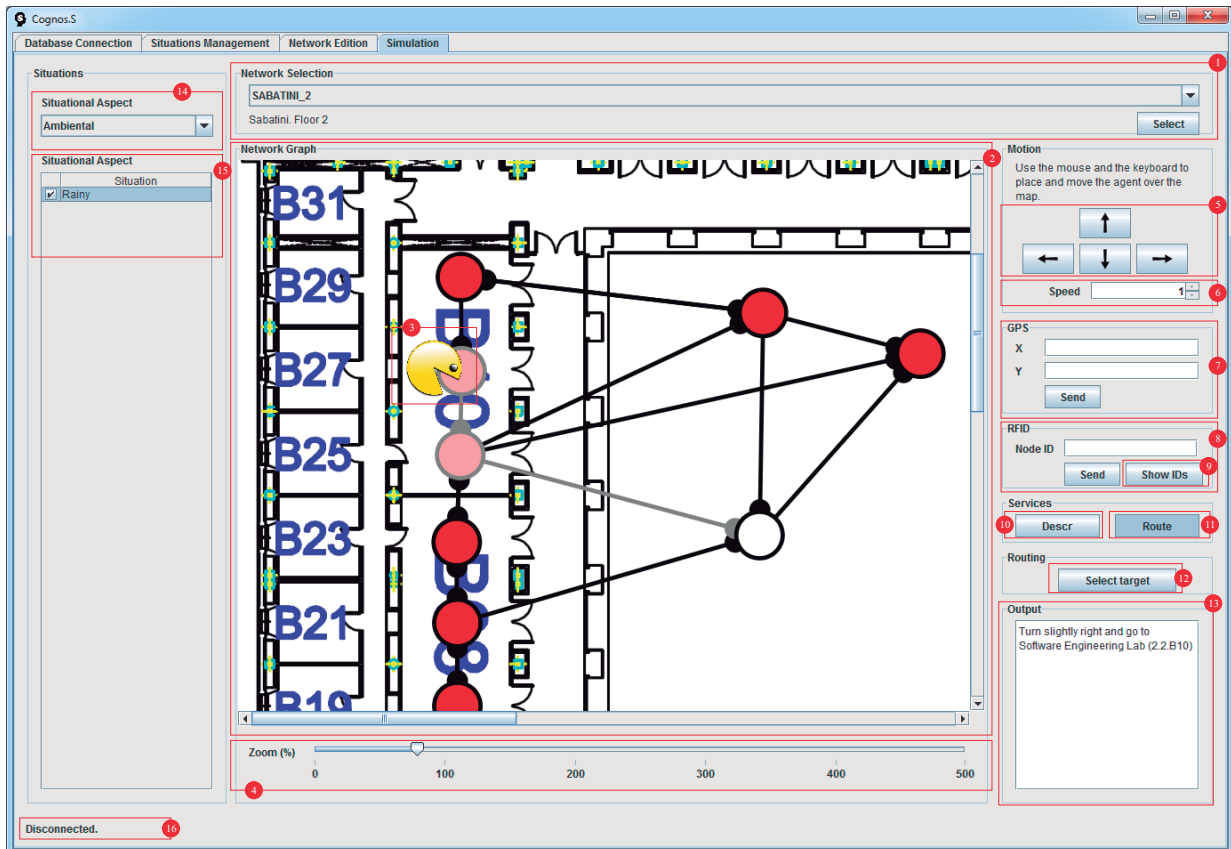 Cognos.S
Database Connection
Situations Management
Network Edition
Simulation
Situations
14
Situational Aspect
Ambiental
Situational Aspect
15
Situation
Rainy
1
Network Selection
SABATINI_2
Sabatini. Floor 2
Select
Network Graph
2
B31
B29
B27
B25
B23
B21
B19
3
Zoom (%)
0
100
200
300
400
500
4
Motion
Use the mouse and the keyboard to
place and move the agent over the
map.
5
Speed
1
6
GPS
X
Y
7
Send
RFID
8
Node ID
9
Send
Show IDs
Services
10
Descr
Route
11
Routing
Select target
12
Output
13
Turn slightly right and go to
Software Engineering Lab (2.2.B10)
Disconnected.
16